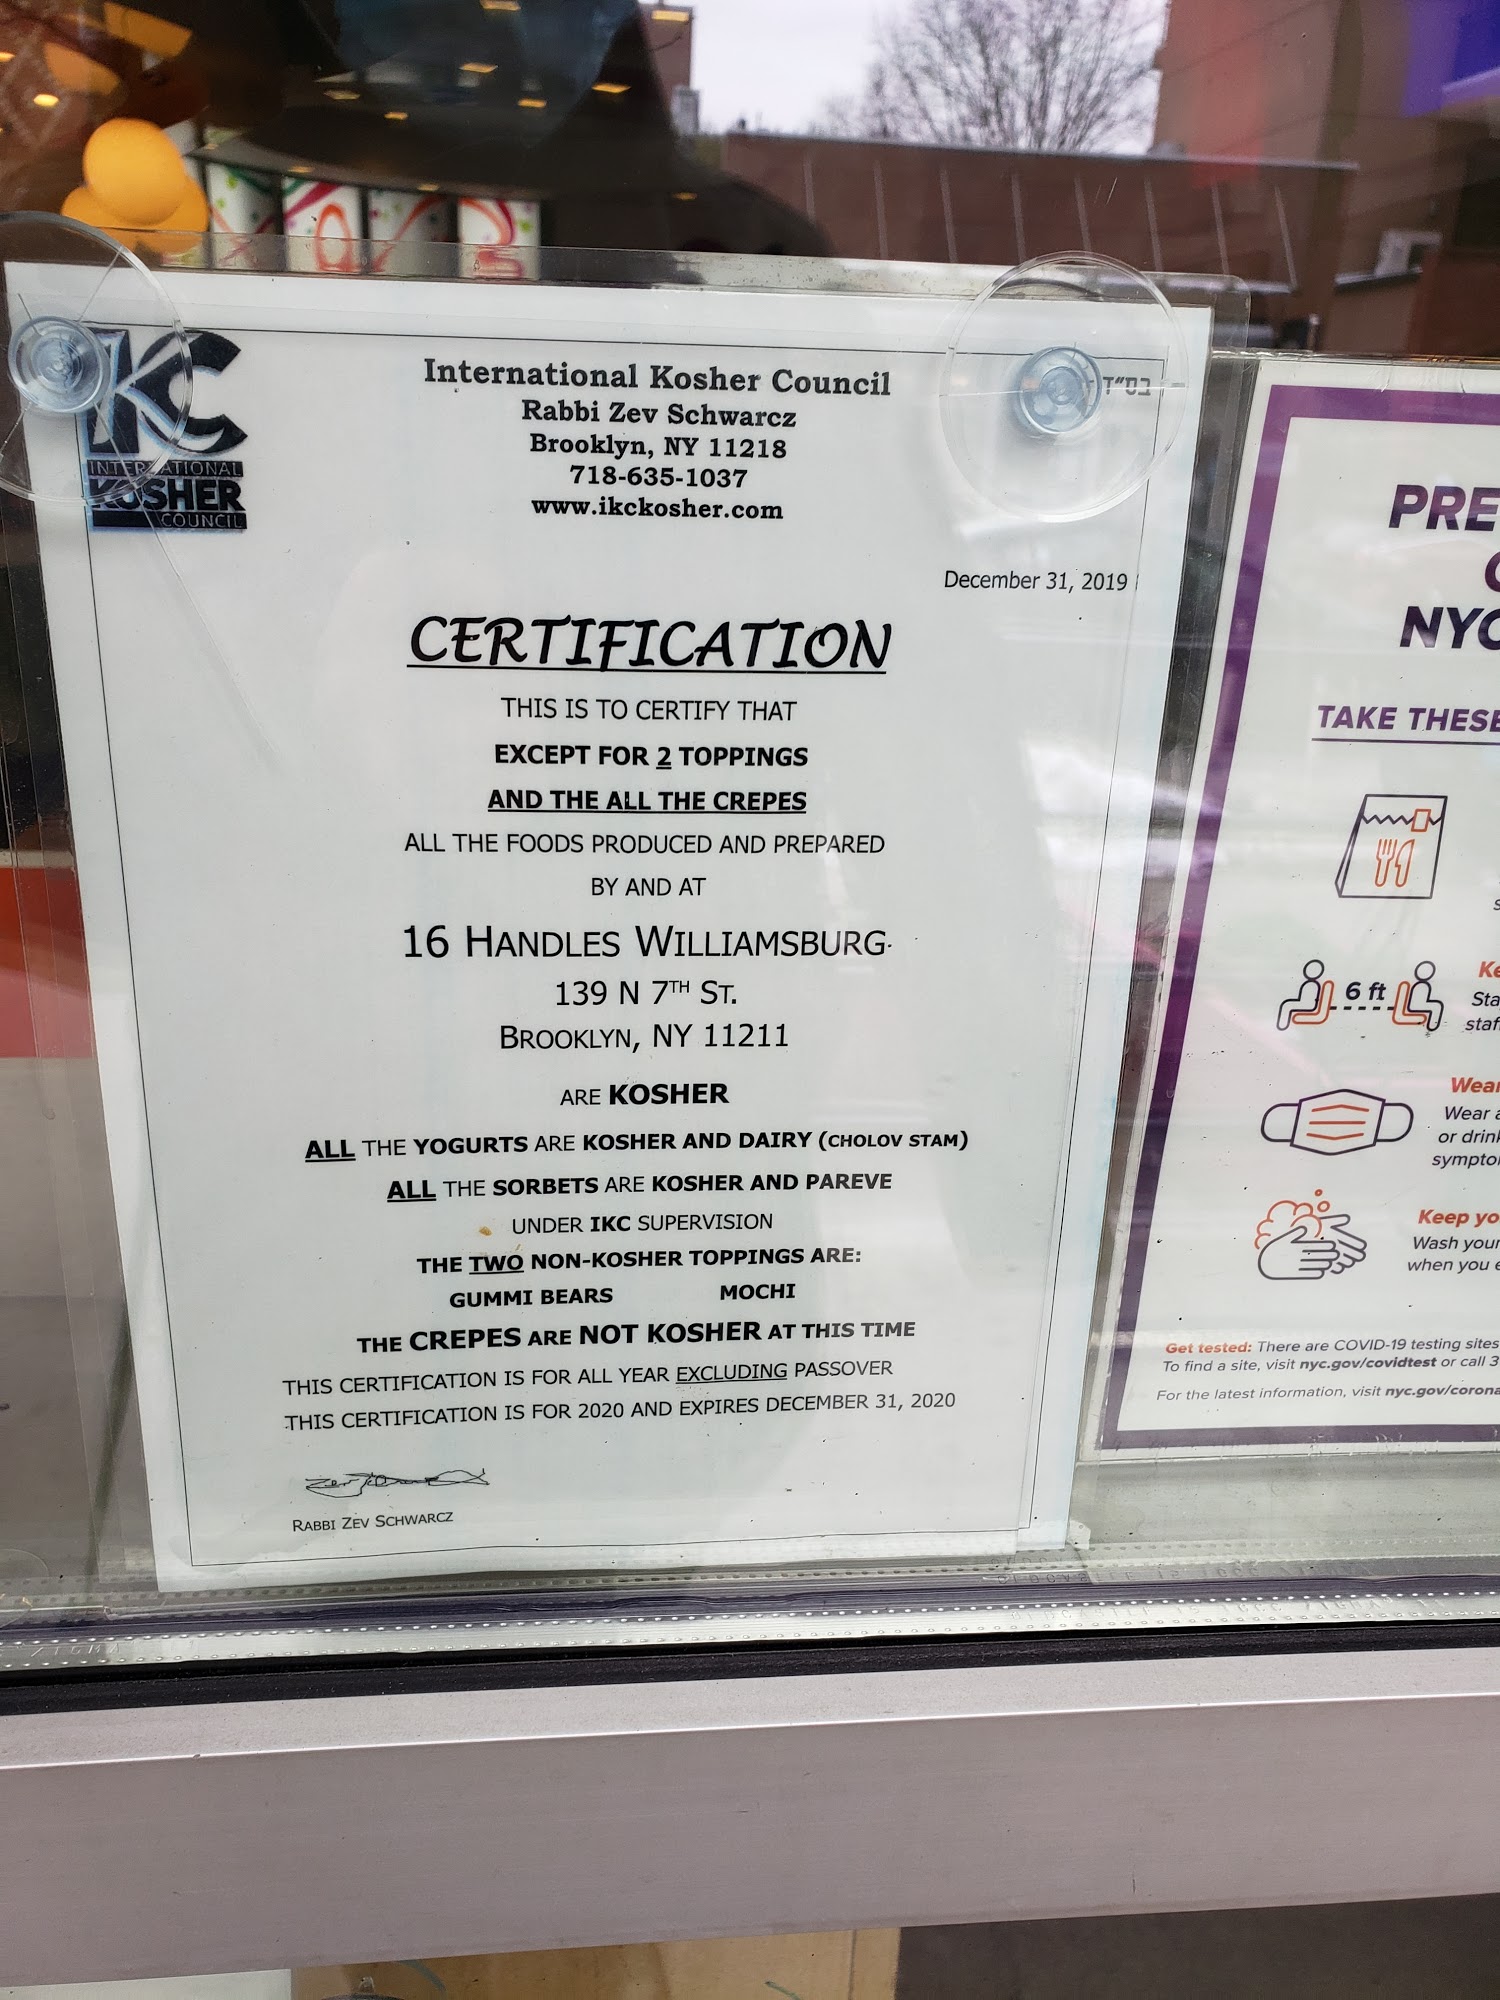 IKC
INTERNATIONAL
KOSHER
COUNCIL
בס״ד
International Kosher Council
Rabbi Zev Schwarcz
Brooklyn, NY 11218
718-635-1037
www.ikckosher.com
December 31, 2019
CERTIFICATION
THIS IS TO CERTIFY THAT
EXCEPT FOR 2 TOPPINGS
AND THE ALL THE CREPES
ALL THE FOODS PRODUCED AND PREPARED
BY AND AT
16 HANDLES WILLIAMSBURG
139 N 7TH ST.
BROOKLYN, NY 11211
ARE KOSHER
ALL THE YOGURTS ARE KOSHER AND DAIRY (CHOLOV STAM)
ALL THE SORBETS ARE KOSHER AND PAREVE
UNDER IKC SUPERVISION
THE TWO NON-KOSHER TOPPINGS ARE:
GUMMI BEARS MOCHI
THE CREPES ARE NOT KOSHER AT THIS TIME
THIS CERTIFICATION IS FOR ALL YEAR EXCLUDING PASSOVER
THIS CERTIFICATION IS FOR 2020 AND EXPIRES DECEMBER 31, 2020
RABBI ZEV SCHWARCZ
PRE
NYC
TAKE THESE
6 ft
Ke
Sta
staf
Wear
Wear a
or drink
sympto
Keep yo
Wash your
when you e
Get tested: There are COVID-19 testing sites
To find a site, visit nyc.gov/covidtest or call 3
For the latest information, visit nyc.gov/corona